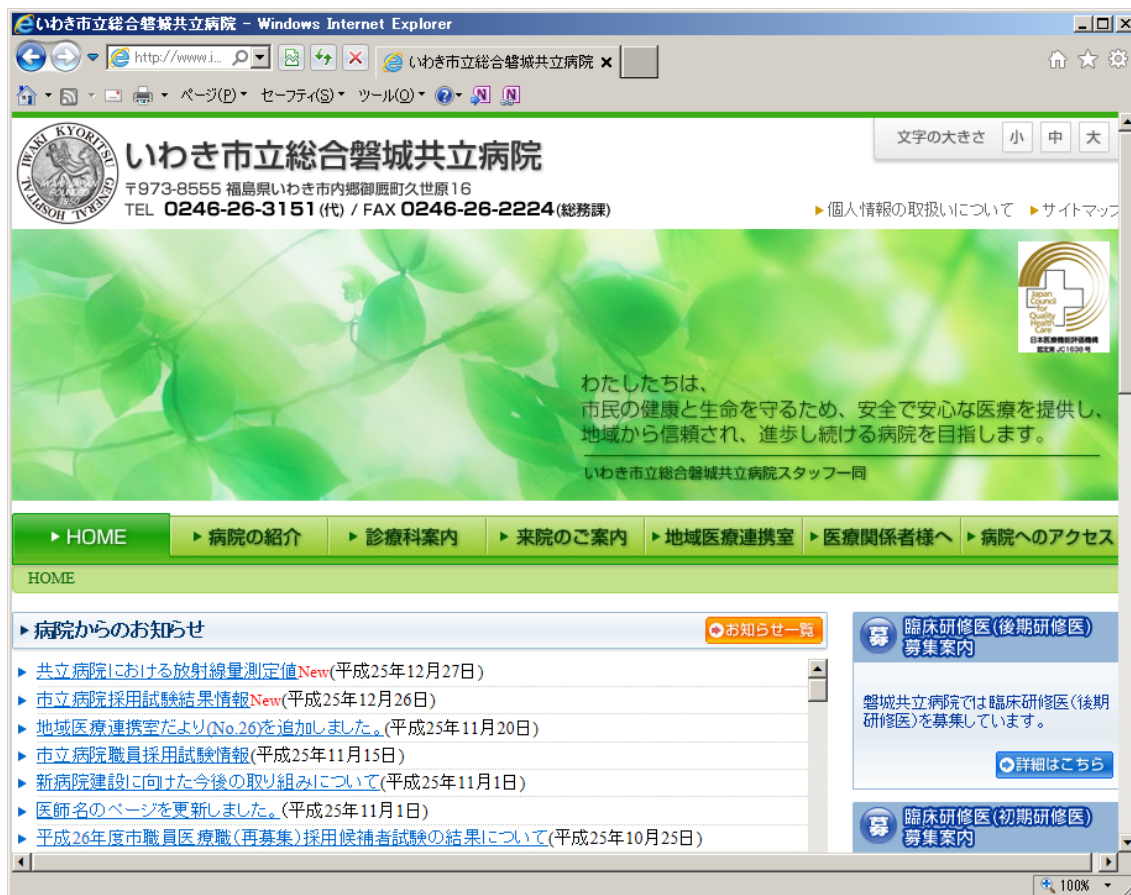 いわき市立総合磐城共立病院 - Windows Internet Explorer
http://www.i...
いわき市立総合磐城共立病院
ページ(P) セーフティ(S) ツール(O)
IWAKI KYORITSU GENERAL HOSPITAL
いわき市立総合磐城共立病院
〒973-8555 福島県いわき市内郷御厩町久世原16
TEL 0246-26-3151(代) / FAX 0246-26-2224(総務課)
文字の大きさ 小 中 大
個人情報の取扱いについて サイトマップ
Japan
Council
for
Quality
Health
Care
日本医療機能評価機構
認定第 JC1630 号
わたしたちは、
市民の健康と生命を守るため、安全で安心な医療を提供し、
地域から信頼され、進歩し続ける病院を目指します。
いわき市立総合磐城共立病院スタッフ一同
HOME 病院の紹介 診療科案内 来院のご案内 地域医療連携室 医療関係者様へ 病院へのアクセス
HOME
病院からのお知らせ お知らせ一覧
共立病院における放射線量測定値New(平成25年12月27日)
市立病院採用試験結果情報New(平成25年12月26日)
地域医療連携室だより(No.26)を追加しました。(平成25年11月20日)
市立病院職員採用試験情報(平成25年11月15日)
新病院建設に向けた今後の取り組みについて(平成25年11月1日)
医師名のページを更新しました。(平成25年11月1日)
平成26年度市職員医療職(再募集)採用候補者試験の結果について(平成25年10月25日)
募 臨床研修医(後期研修医)
募集案内
磐城共立病院では臨床研修医(後期
研修医)を募集しています。
詳細はこちら
募 臨床研修医(初期研修医)
募集案内
100%